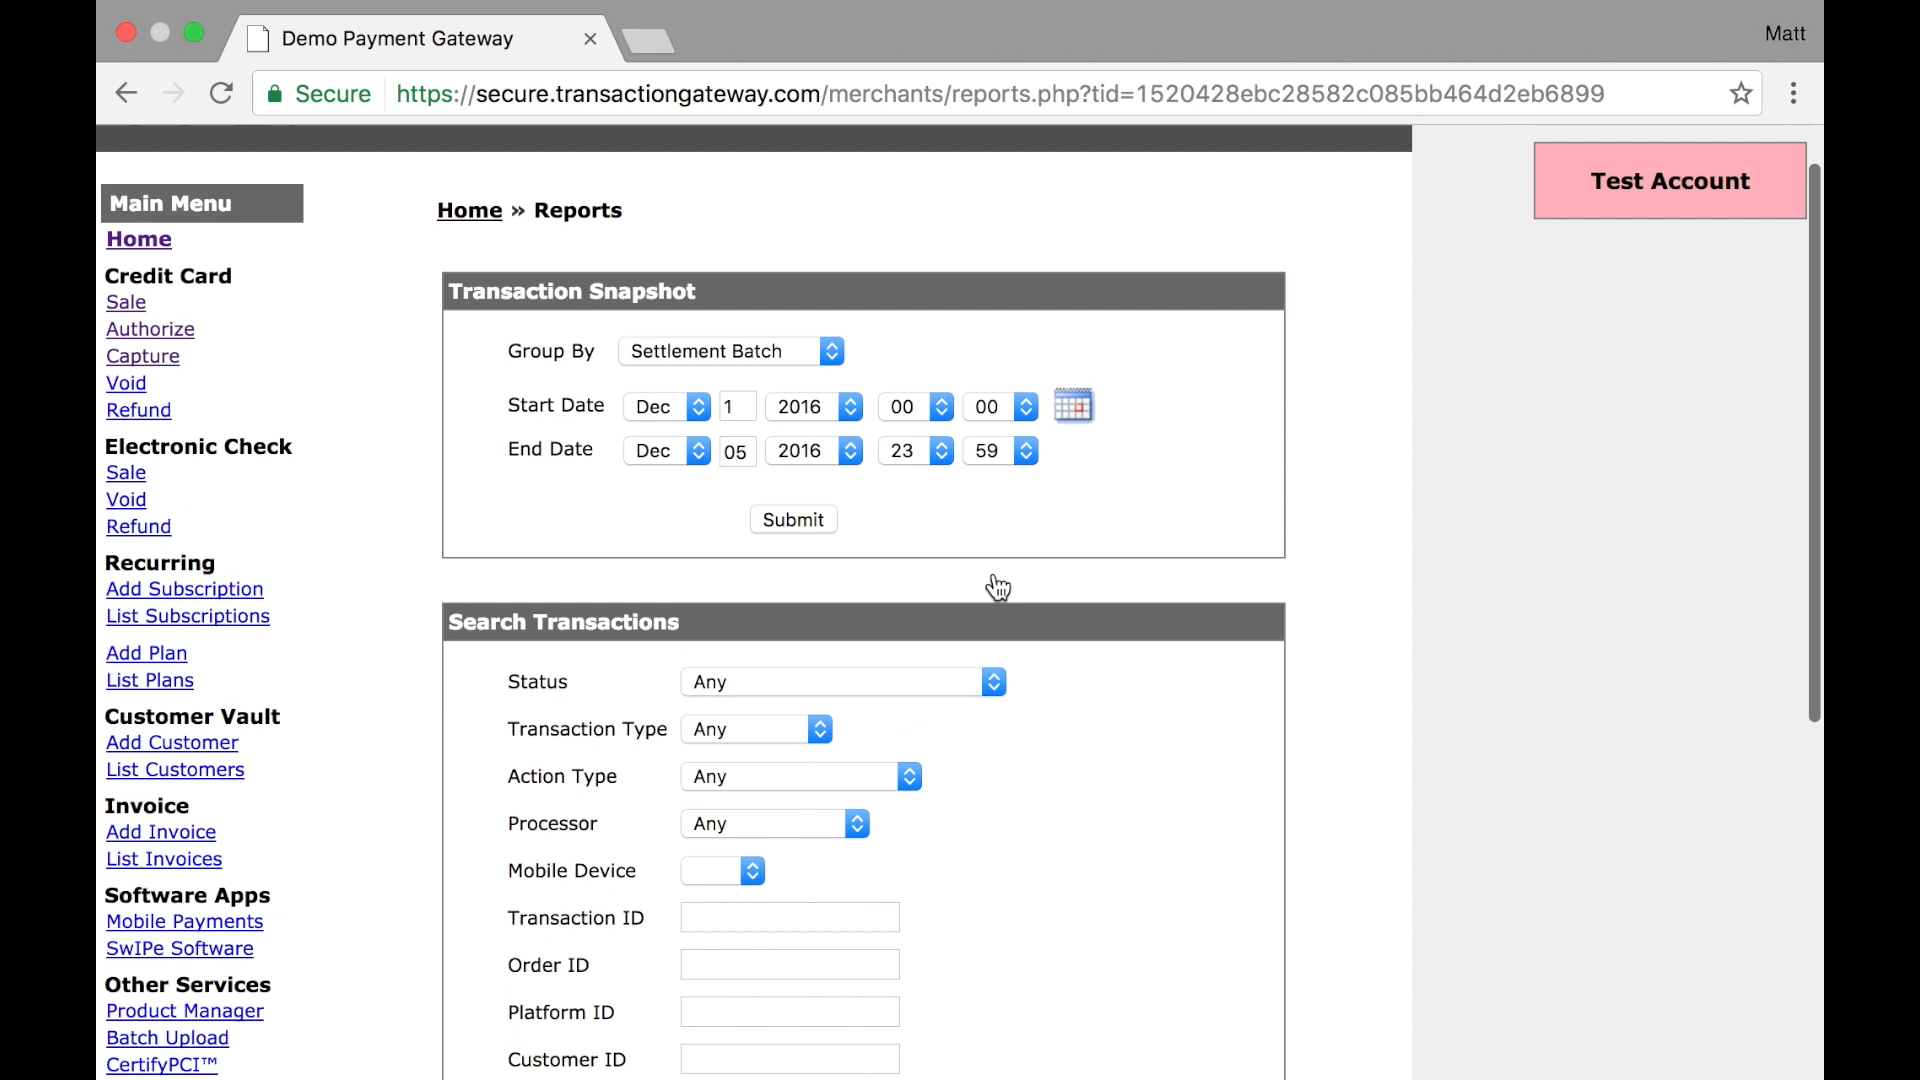 Demo Payment Gateway
Matt
Secure https://secure.transactiongateway.com/merchants/reports.php?tid=1520428ebc28582c085bb464d2eb6899
Test Account
Main Menu
Home
Credit Card
Sale
Authorize
Capture
Void
Refund
Electronic Check
Sale
Void
Refund
Recurring
Add Subscription
List Subscriptions
Add Plan
List Plans
Customer Vault
Add Customer
List Customers
Invoice
Add Invoice
List Invoices
Software Apps
Mobile Payments
SwIPe Software
Other Services
Product Manager
Batch Upload
CertifyPCI™
Home » Reports
Transaction Snapshot
Group By Settlement Batch
Start Date Dec 1 2016 00 00
End Date Dec 05 2016 23 59
Submit
Search Transactions
Status Any
Transaction Type Any
Action Type Any
Processor Any
Mobile Device
Transaction ID
Order ID
Platform ID
Customer ID